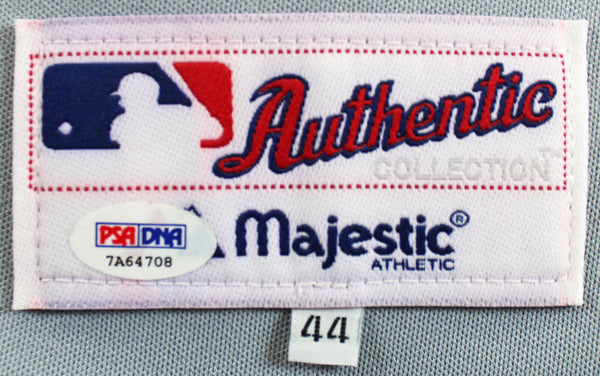 Authentic
COLLECTION™
PSA DNA
7A64708
Majestic®
ATHLETIC
44